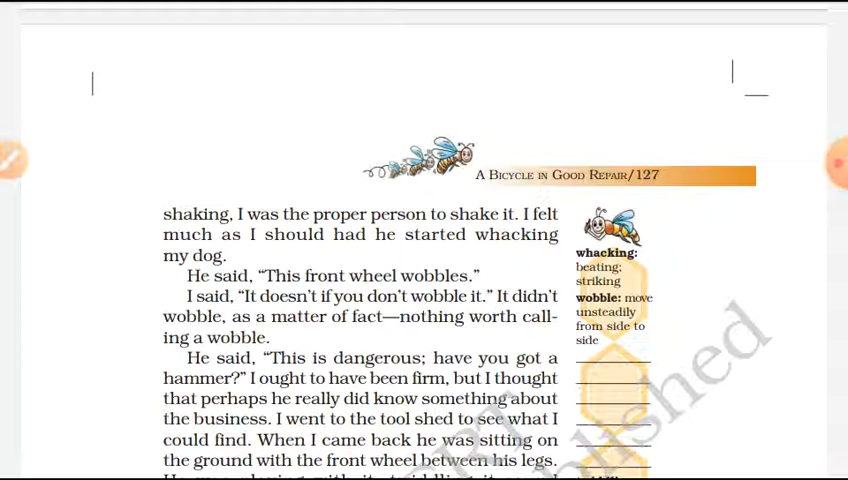 A BICYCLE IN GOOD REPAIR/127
shaking, I was the proper person to shake it. I felt
much as I should had he started whacking
my dog.
He said, “This front wheel wobbles.”
I said, “It doesn’t if you don’t wobble it.” It didn’t
wobble, as a matter of fact—nothing worth call-
ing a wobble.
He said, “This is dangerous; have you got a
hammer?” I ought to have been firm, but I thought
that perhaps he really did know something about
the business. I went to the tool shed to see what I
could find. When I came back he was sitting on
the ground with the front wheel between his legs.
whacking:
beating;
striking
wobble: move
unsteadily
from side to
side